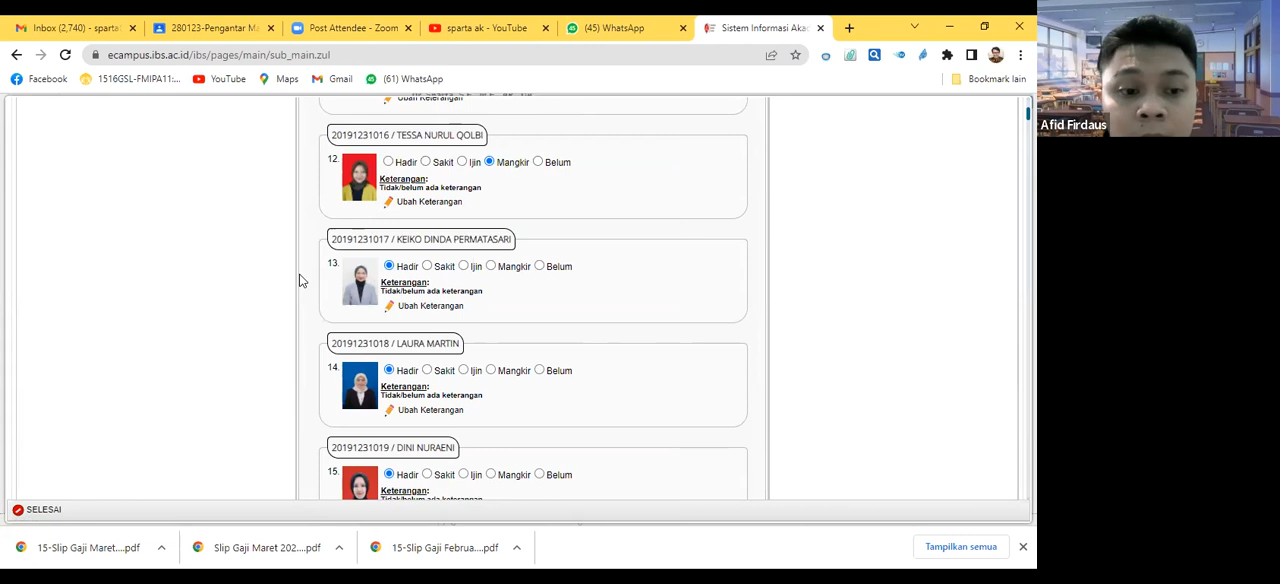 Inbox (2,740) - sparta
280123-Pengantar Ma
Post Attendee - Zoom
sparta ak - YouTube
(45) WhatsApp
Sistem Informasi Aka
ecampus.ibs.ac.id/ibs/pages/main/sub_main.zul
Facebook
1516GSL-FMIPA11:...
YouTube
Maps
Gmail
(61) WhatsApp
Bookmark lain
Afid Firdaus
Ubah Keterangan
20191231016 / TESSA NURUL QOLBI
12.
Hadir Sakit Ijin Mangkir Belum
Keterangan:
Tidak/belum ada keterangan
Ubah Keterangan
20191231017 / KEIKO DINDA PERMATASARI
13.
Hadir Sakit Ijin Mangkir Belum
Keterangan:
Tidak/belum ada keterangan
Ubah Keterangan
20191231018 / LAURA MARTIN
14.
Hadir Sakit Ijin Mangkir Belum
Keterangan:
Tidak/belum ada keterangan
Ubah Keterangan
20191231019 / DINI NURAENI
15.
Hadir Sakit Ijin Mangkir Belum
Keterangan:
Tidak/belum ada keterangan
SELESAI
15-Slip Gaji Maret....pdf
Slip Gaji Maret 202....pdf
15-Slip Gaji Februa....pdf
Tampilkan semua